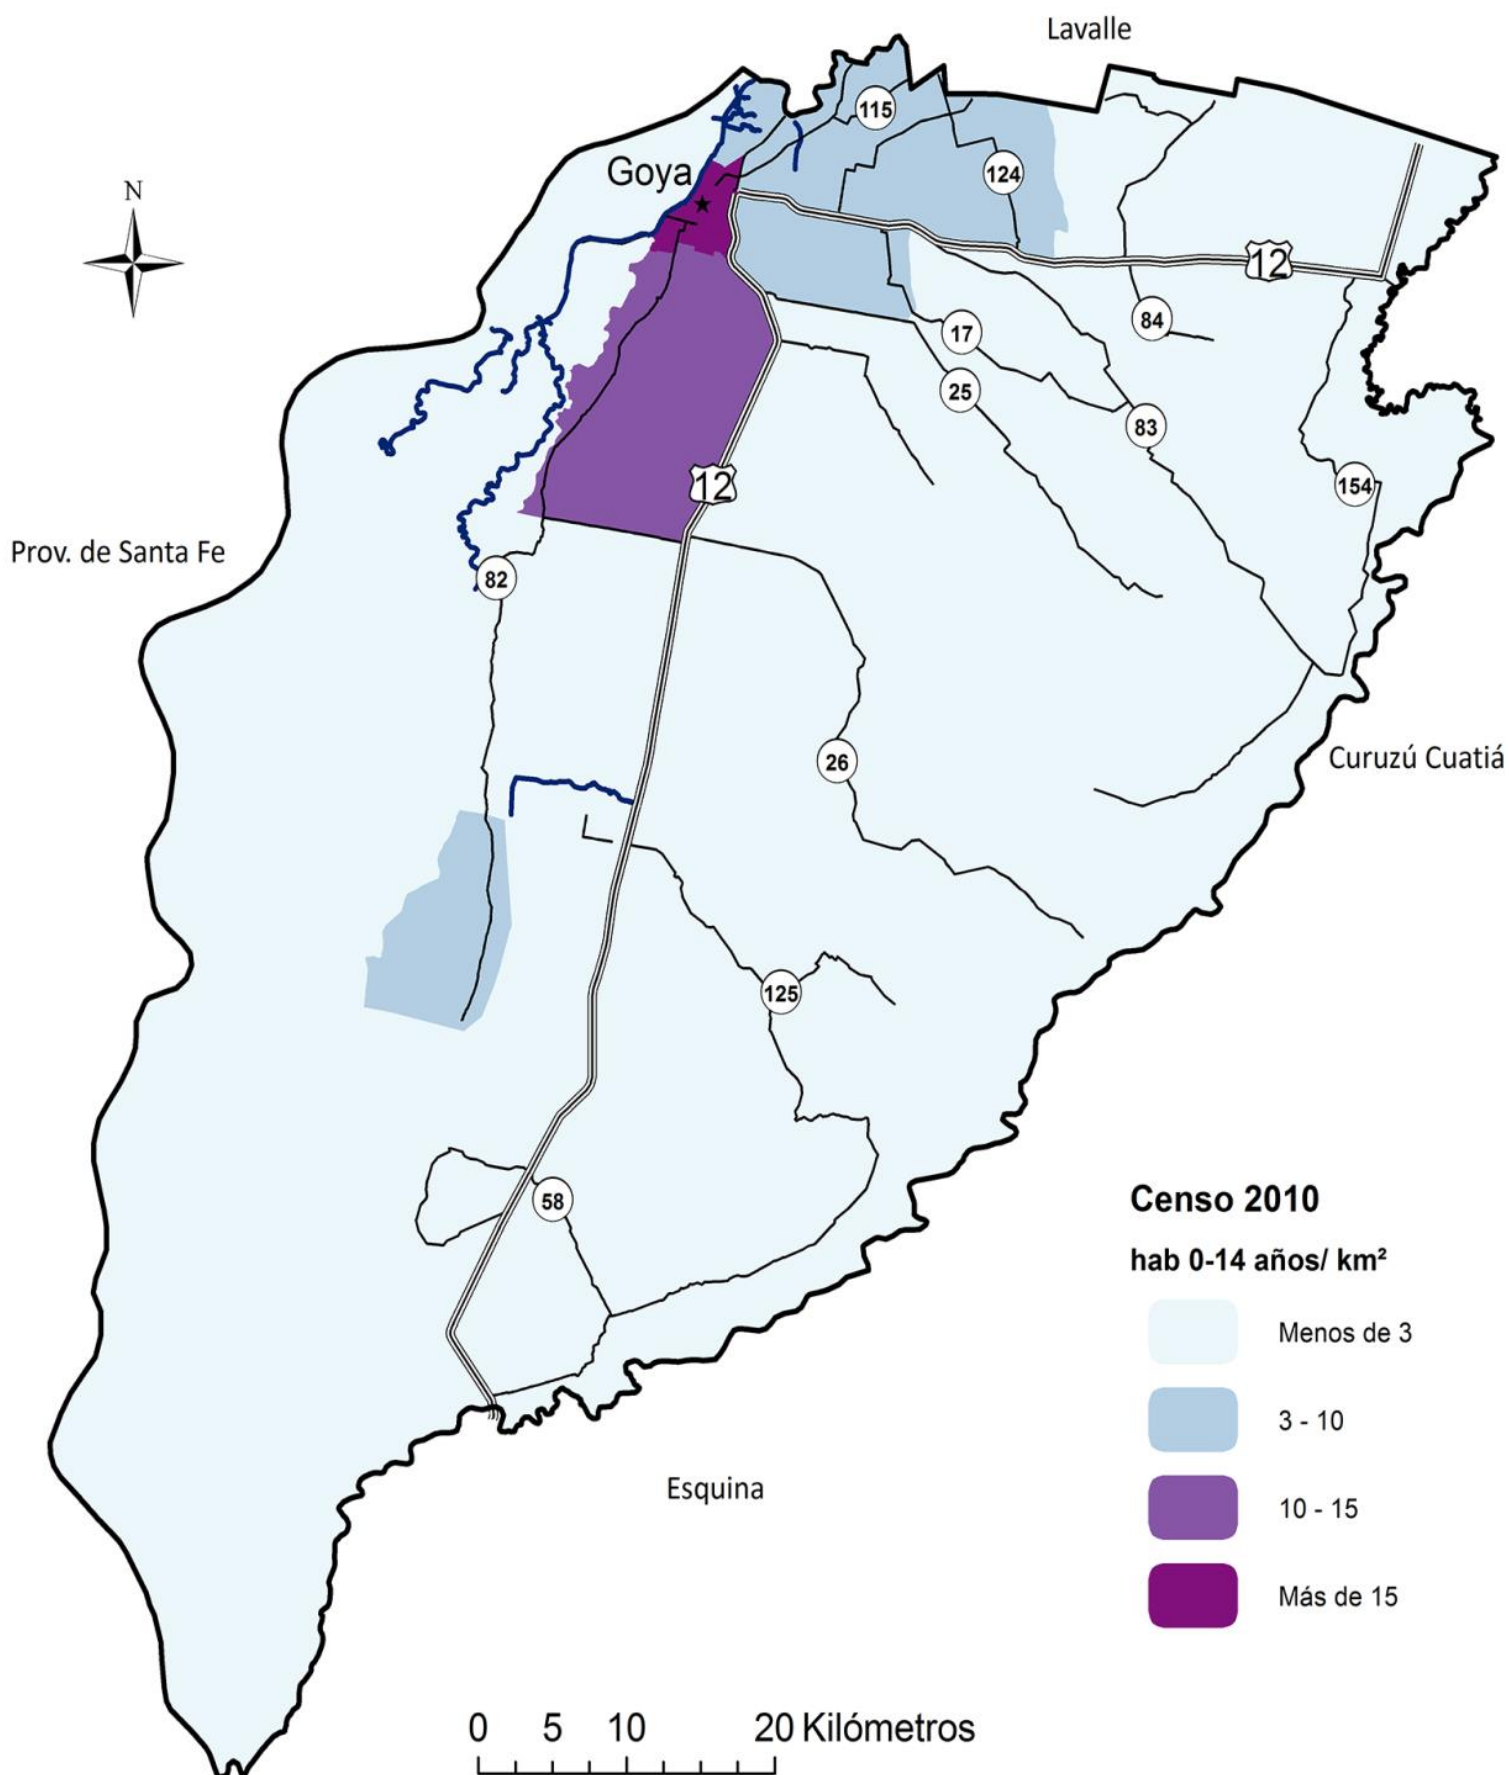 Lavalle
115
Goya
124
N
12
84
17
25
83
12
154
Prov. de Santa Fe
82
Curuzú Cuatiá
26
125
58
Censo 2010
hab 0-14 años/ km²
Menos de 3
3 - 10
Esquina
10 - 15
Más de 15
0 5 10 20 Kilómetros